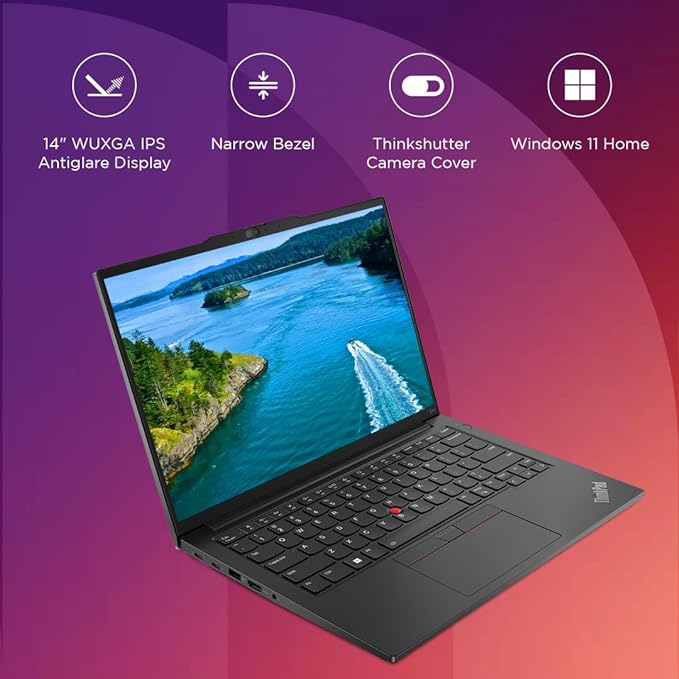 14" WUXGA IPS
Antiglare Display
Narrow Bezel
Thinkshutter
Camera Cover
Windows 11 Home
ThinkPad